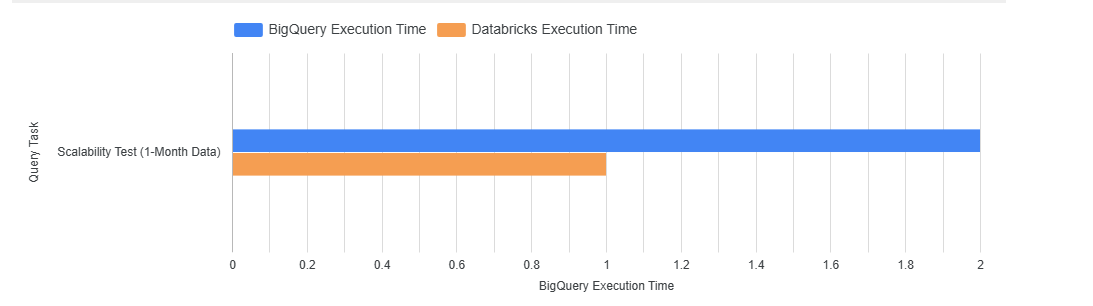 BigQuery Execution Time Databricks Execution Time
Query Task
Scalability Test (1-Month Data)
0 0.2 0.4 0.6 0.8 1 1.2 1.4 1.6 1.8 2
BigQuery Execution Time